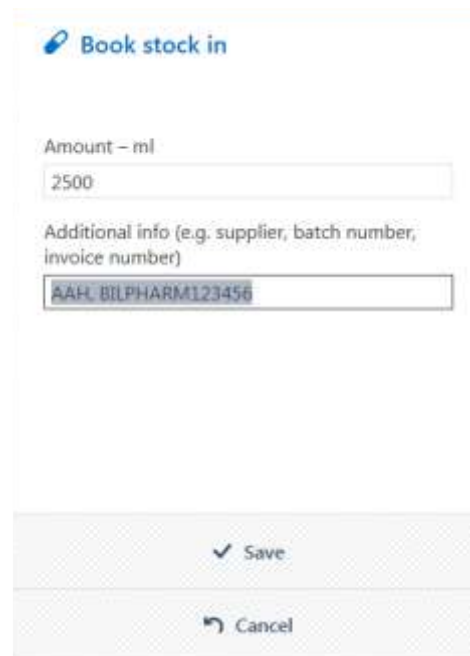 Book stock in
Amount – ml
2500
Additional info (e.g. supplier, batch number,
invoice number)
AAH, BILPHARM123456
Save
Cancel